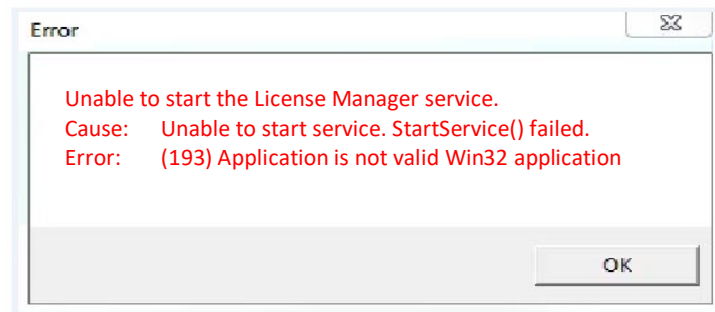 Error
Unable to start the License Manager service.
Cause: Unable to start service. StartService() failed.
Error: (193) Application is not valid Win32 application
OK